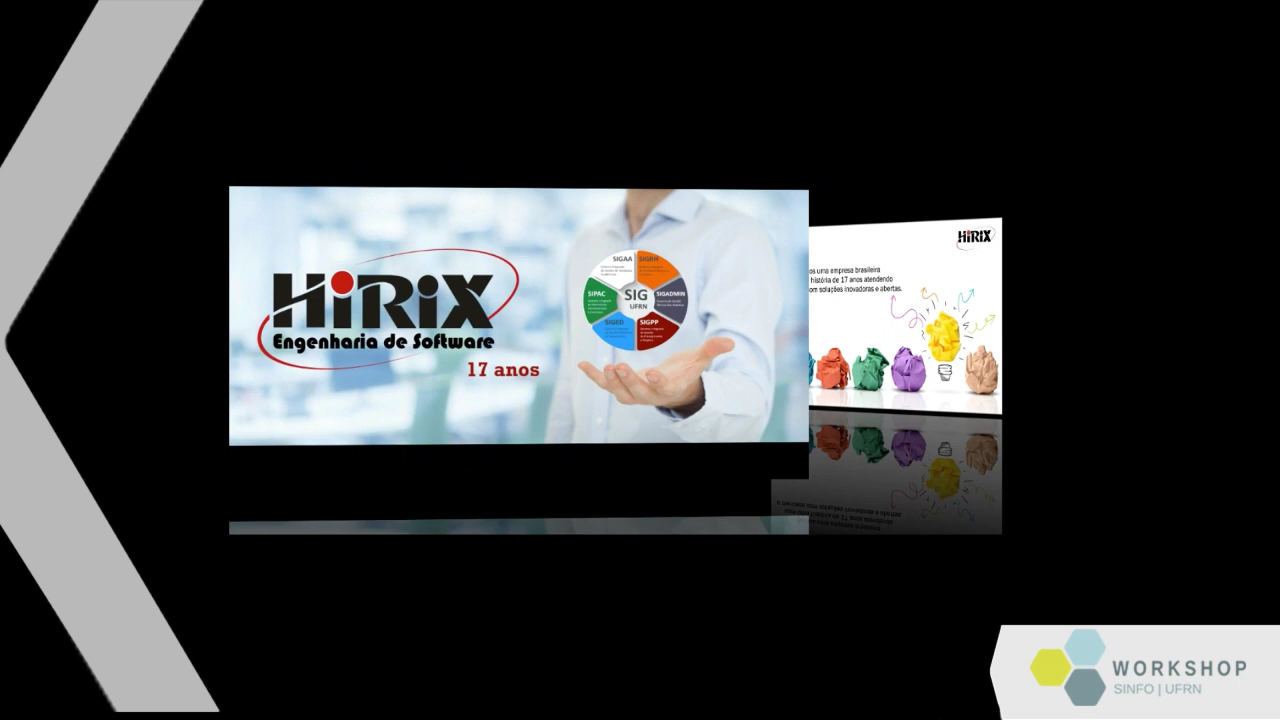 HiRiX
Engenharia de Software
17 anos
SIGAA
SIGRH
SIPAC
SIG
UFRN
SIGADMIN
SIGED
SIGPP
HiRiX
os uma empresa brasileira
história de 17 anos atendendo
om soluções inovadoras e abertas.
WORKSHOP
SINFO | UFRN